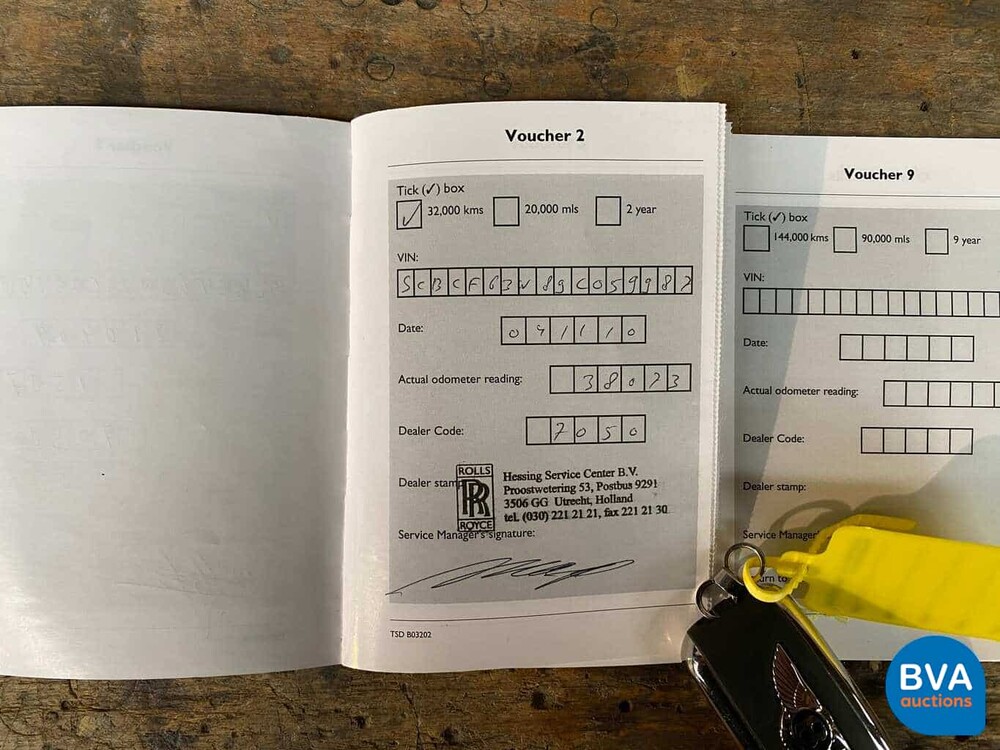 Voucher 2
Tick (✓) box
✓ 32,000 kms 20,000 mls 2 year
VIN:
SCBCF63W89C059987
Date: 041110
Actual odometer reading: 38073
Dealer Code: 7050
Dealer stamp:
ROLLS
RR
ROYCE
Hessing Service Center B.V.
Proostwetering 53, Postbus 9291
3506 GG Utrecht, Holland
tel. (030) 221 21 21, fax 221 21 30
Service Manager's signature:
TSD B03202
Voucher 9
Tick (✓) box
144,000 kms 90,000 mls 9 year
VIN:
Date:
Actual odometer reading:
Dealer Code:
Dealer stamp:
Service Manager
BVA
auctions